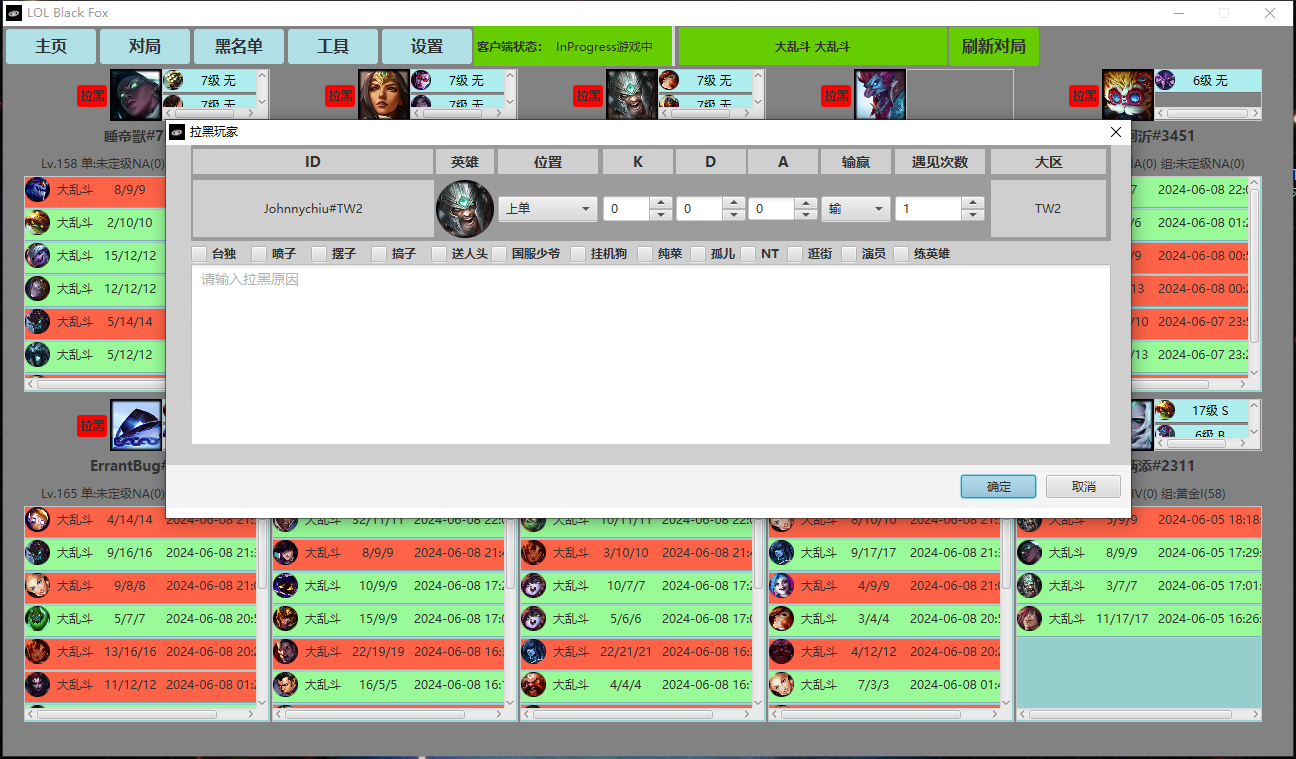 LOL Black Fox
主页 对局 黑名单 工具 设置 客户端状态: InProgress游戏中 大乱斗 大乱斗 刷新对局
拉黑 7级 无 拉黑 7级 无 拉黑 7级 无 拉黑 拉黑 6级 无
7级 无 7级 无 7级 无
拉黑玩家
睡帝獸#7 #3451
Lv.158 单:未定级NA(0) NA(0) 组:未定级NA(0)
ID 英雄 位置 K D A 输赢 遇见次数 大区
Johnnychiu#TW2 上单 0 0 0 输 1 TW2
台独 喷子 摆子 搞子 送人头 国服少爷 挂机狗 纯菜 孤儿 NT 逛街 演员 练英雄
请输入拉黑原因
确定 取消
大乱斗 8/9/9 2024-06-08 22:0
大乱斗 2/10/10 2024-06-08 01:2
大乱斗 15/12/12 2024-06-08 00:
大乱斗 12/12/12 2024-06-08 00:2
大乱斗 5/14/14 2024-06-07 23:
大乱斗 5/12/12 2024-06-07 23:2
拉黑 17级 S
6级 B
ErrantBug# 添#2311
Lv.165 单:未定级NA(0) IV(0) 组:黄金I(58)
大乱斗 4/14/14 2024-06-08 21: 大乱斗 32/11/11 2024-06-08 22: 大乱斗 10/11/11 2024-06-08 22: 大乱斗 8/10/10 2024-06-08 21: 大乱斗 5/9/9 2024-06-05 18:18:
大乱斗 9/16/16 2024-06-08 21: 大乱斗 8/9/9 2024-06-08 21:4 大乱斗 3/10/10 2024-06-08 21:4 大乱斗 9/17/17 2024-06-08 21: 大乱斗 8/9/9 2024-06-05 17:29:
大乱斗 9/8/8 2024-06-08 21:0 大乱斗 10/9/9 2024-06-08 17:2 大乱斗 10/7/7 2024-06-08 17:2 大乱斗 4/9/9 2024-06-08 21:0 大乱斗 3/7/7 2024-06-05 17:01:
大乱斗 5/7/7 2024-06-08 20: 大乱斗 15/9/9 2024-06-08 17:0 大乱斗 5/6/6 2024-06-08 17:0 大乱斗 3/4/4 2024-06-08 20: 大乱斗 11/17/17 2024-06-05 16:26:
大乱斗 13/16/16 2024-06-08 20:2 大乱斗 22/19/19 2024-06-08 16: 大乱斗 22/21/21 2024-06-08 16: 大乱斗 4/12/12 2024-06-08 20:2
大乱斗 11/12/12 2024-06-08 01:2 大乱斗 16/5/5 2024-06-08 16: 大乱斗 4/4/4 2024-06-08 16: 大乱斗 7/3/3 2024-06-08 01:4